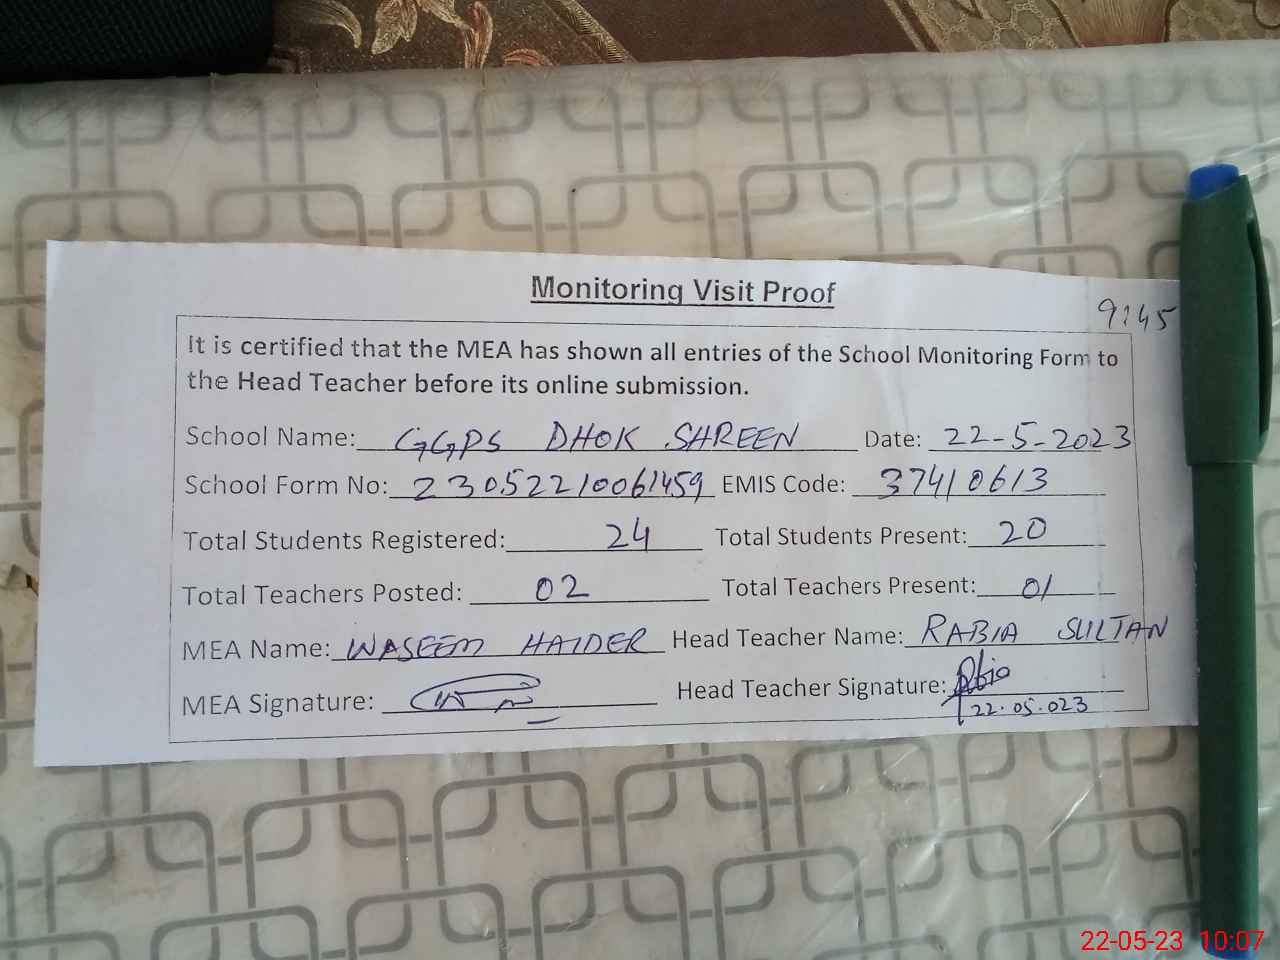 Monitoring Visit Proof
9:45
It is certified that the MEA has shown all entries of the School Monitoring Form to
the Head Teacher before its online submission.
School Name: GGPS DHOK SHREEN Date: 22-5-2023
School Form No: 23052210061459 EMIS Code: 37410613
Total Students Registered: 24 Total Students Present: 20
Total Teachers Posted: 02 Total Teachers Present: 01
MEA Name: WASEEM HAIDER Head Teacher Name: RABIA SULTAN
MEA Signature: Head Teacher Signature:
22.05.023
22-05-23 10:07